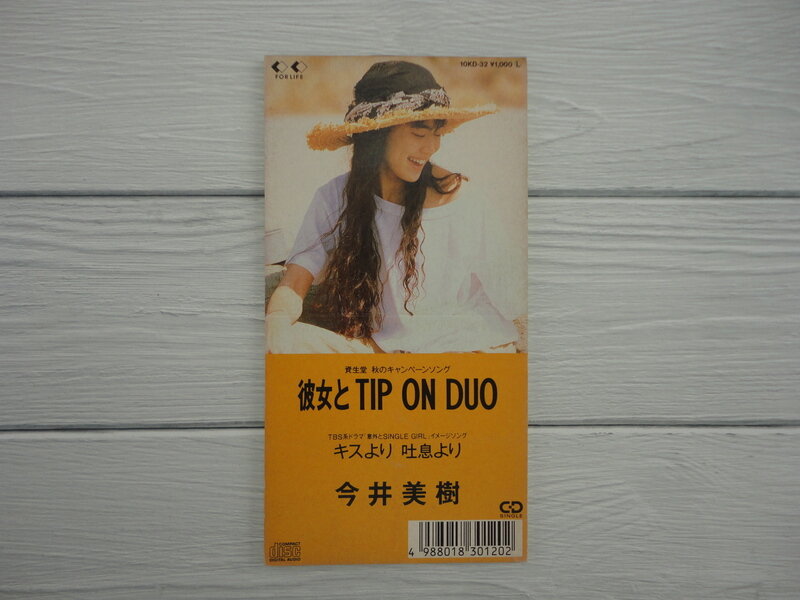 FOR LIFE
10KD-32 ¥1,000 L
資生堂 秋のキャンペーンソング
彼女と TIP ON DUO
TBS系ドラマ「意外とSINGLE GIRL」イメージソング
キスより 吐息より
今井美樹
CD
SINGLE
COMPACT
disc
DIGITAL AUDIO
4 988018 301202